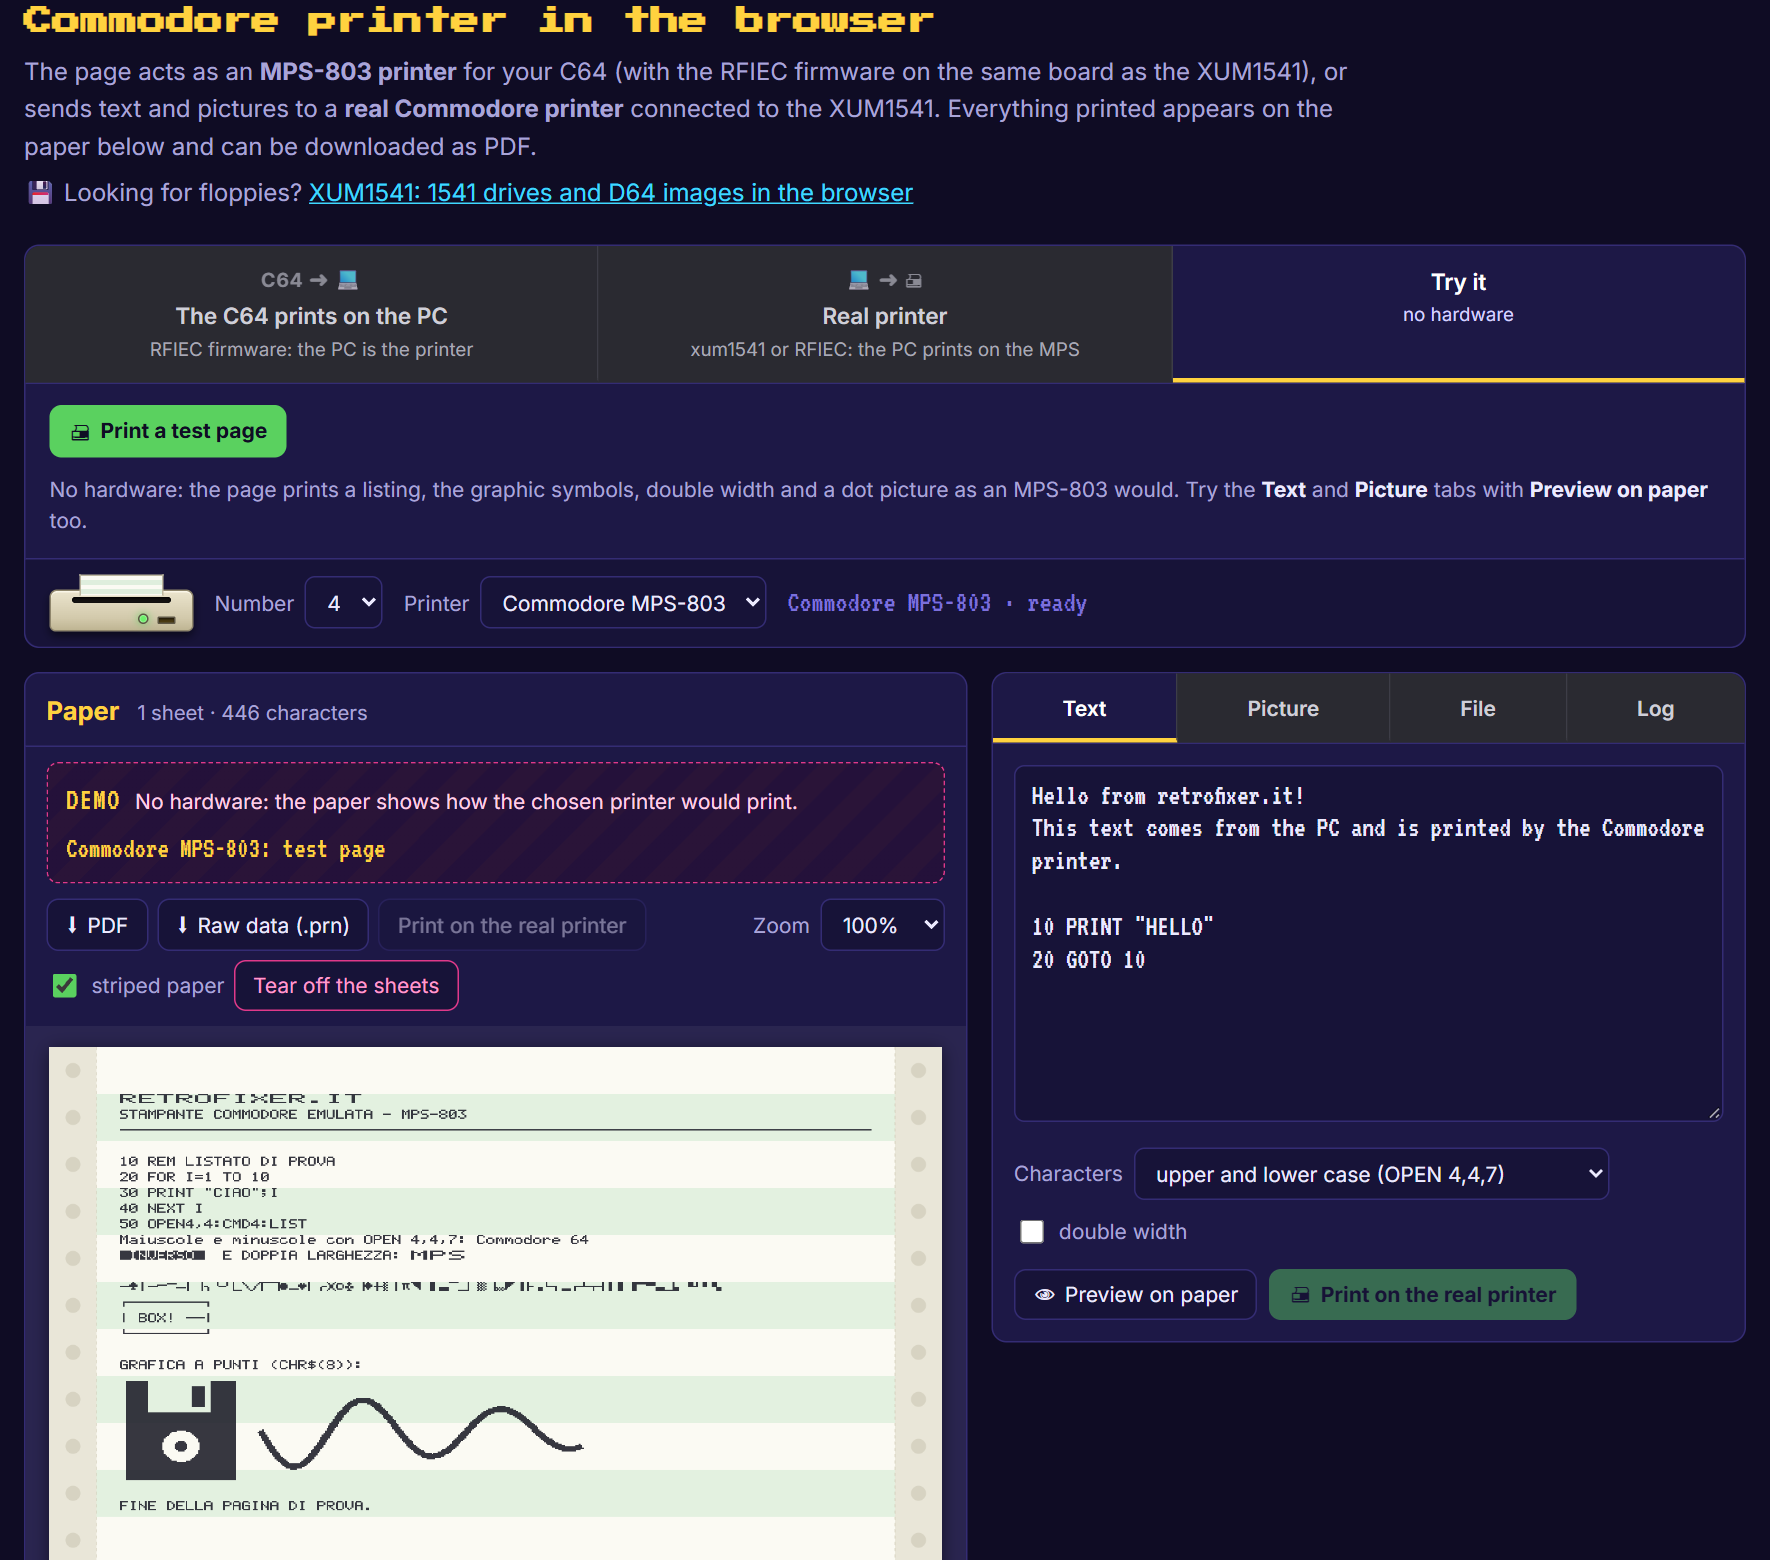 Commodore printer in the browser
The page acts as an MPS-803 printer for your C64 (with the RFIEC firmware on the same board as the XUM1541), or
sends text and pictures to a real Commodore printer connected to the XUM1541. Everything printed appears on the
paper below and can be downloaded as PDF.
Looking for floppies? XUM1541: 1541 drives and D64 images in the browser
C64 →
The C64 prints on the PC
RFIEC firmware: the PC is the printer
→
Real printer
xum1541 or RFIEC: the PC prints on the MPS
Try it
no hardware
Print a test page
No hardware: the page prints a listing, the graphic symbols, double width and a dot picture as an MPS-803 would. Try the Text and Picture tabs with Preview on paper
too.
Number 4 Printer Commodore MPS-803 Commodore MPS-803 · ready
Paper 1 sheet · 446 characters
DEMO No hardware: the paper shows how the chosen printer would print.
Commodore MPS-803: test page
⬇ PDF ⬇ Raw data (.prn) Print on the real printer Zoom 100%
striped paper Tear off the sheets
RETROFIXER.IT
STAMPANTE COMMODORE EMULATA - MPS-803
10 REM LISTATO DI PROVA
20 FOR I=1 TO 10
30 PRINT "CIAO";I
40 NEXT I
50 OPEN4,4:CMD4:LIST
Maiuscole e minuscole con OPEN 4,4,7: Commodore 64
E DOPPIA LARGHEZZA: MPS
BOX!
GRAFICA A PUNTI (CHR$(8)):
FINE DELLA PAGINA DI PROVA.
Text Picture File Log
Hello from retrofixer.it!
This text comes from the PC and is printed by the Commodore
printer.
10 PRINT "HELLO"
20 GOTO 10
Characters upper and lower case (OPEN 4,4,7)
double width
Preview on paper Print on the real printer